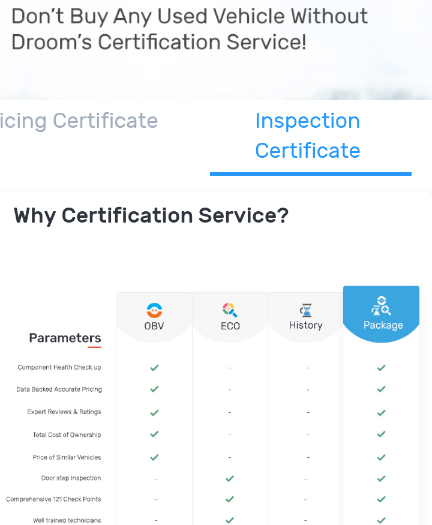 Don't Buy Any Used Vehicle Without
Droom's Certification Service!
icing Certificate
Inspection
Certificate
Why Certification Service?
Parameters
OBV
ECO
History
Package
Component Health Check up
Data Backed Accurate Pricing
Expert Reviews & Ratings
Total Cost of Ownership
Price of Similar Vehicles
Door step Inspection
Comprehensive 121 Check Points
Well trained technicians